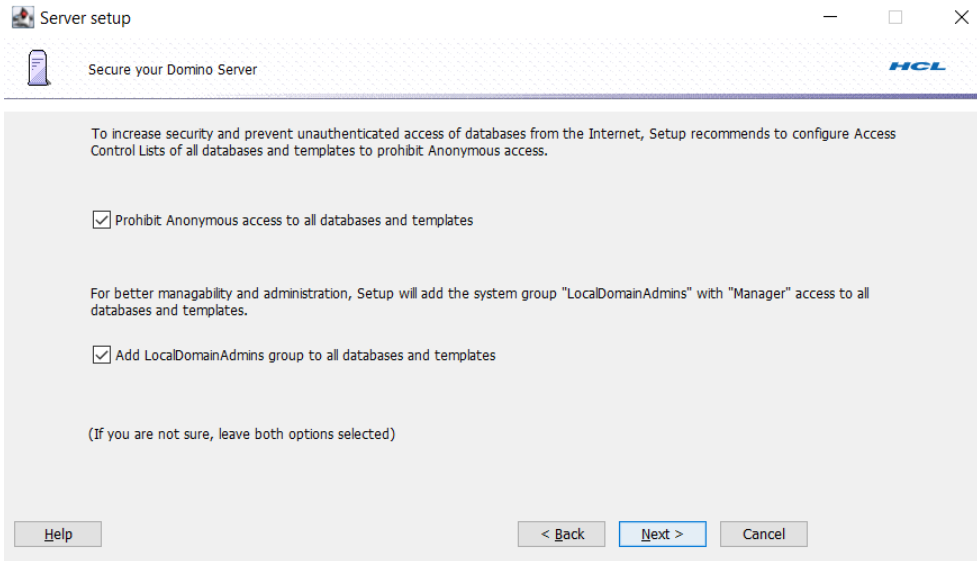 Server setup
Secure your Domino Server
HCL
To increase security and prevent unauthenticated access of databases from the Internet, Setup recommends to configure Access
Control Lists of all databases and templates to prohibit Anonymous access.
Prohibit Anonymous access to all databases and templates
For better managability and administration, Setup will add the system group "LocalDomainAdmins" with "Manager" access to all
databases and templates.
Add LocalDomainAdmins group to all databases and templates
(If you are not sure, leave both options selected)
Help
< Back
Next >
Cancel